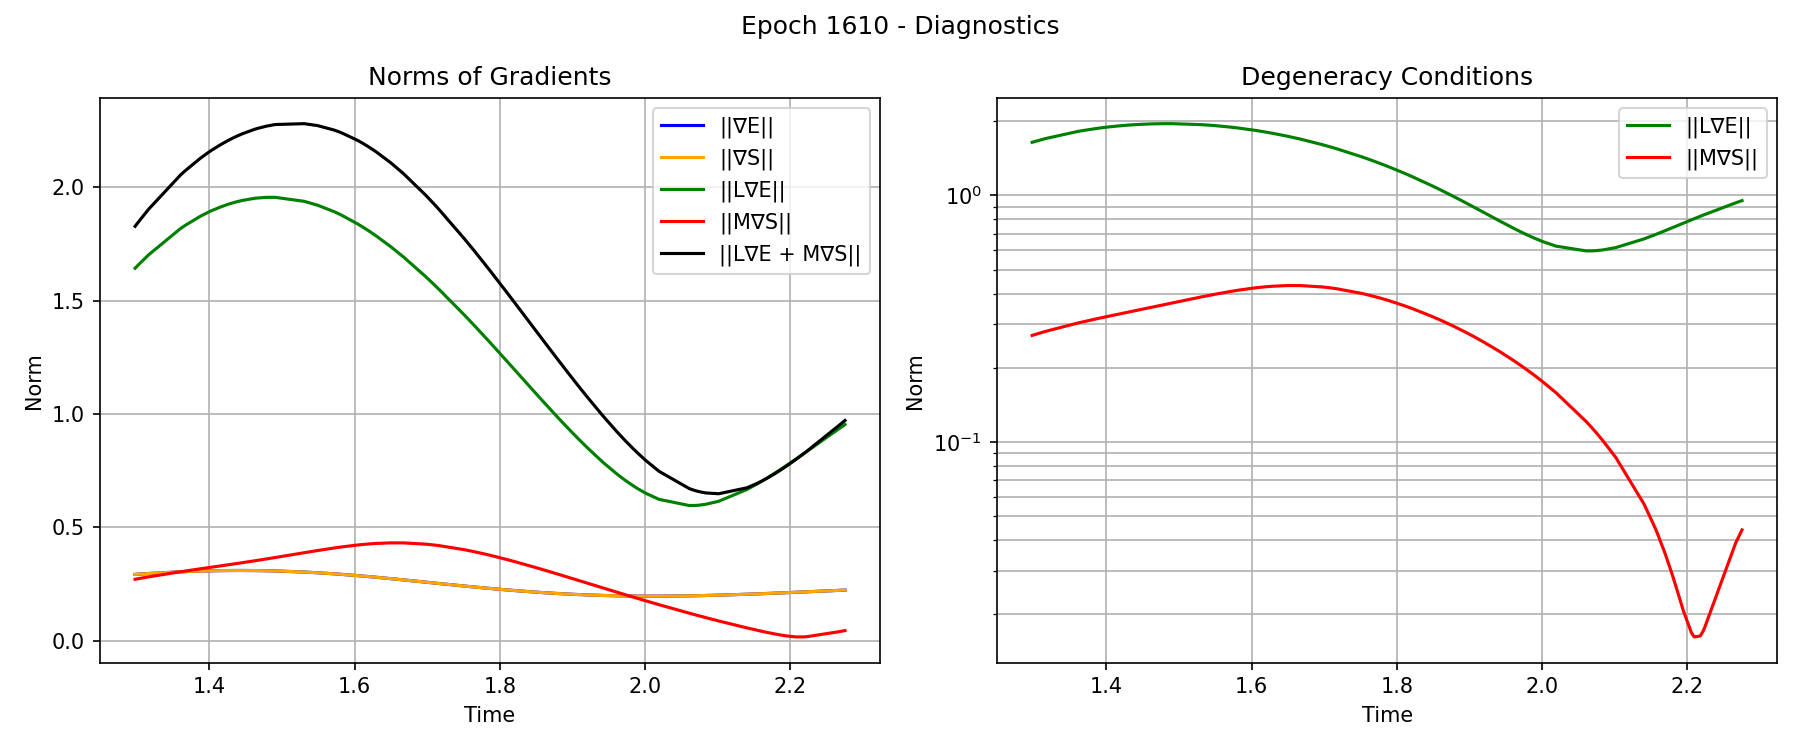 Epoch 1610 - Diagnostics
Norms of Gradients
Norm
2.0
1.5
1.0
0.5
0.0
||∇E||
||∇S||
||L∇E||
||M∇S||
||L∇E + M∇S||
1.4 1.6 1.8 2.0 2.2
Time
Degeneracy Conditions
Norm
10⁰
10⁻¹
||L∇E||
||M∇S||
1.4 1.6 1.8 2.0 2.2
Time